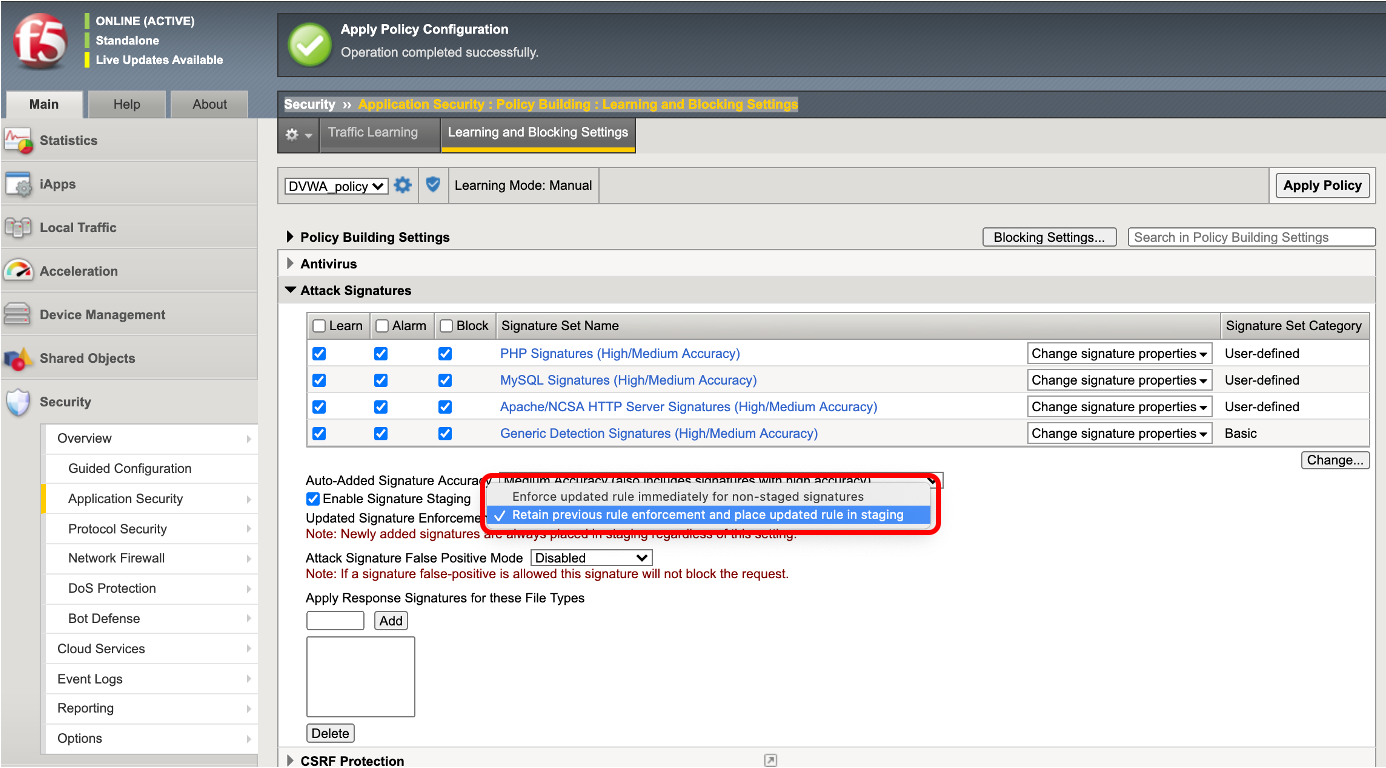 f5
ONLINE (ACTIVE)
Standalone
Live Updates Available
Apply Policy Configuration
Operation completed successfully.
Main Help About
Security ›› Application Security : Policy Building : Learning and Blocking Settings
Traffic Learning Learning and Blocking Settings
Statistics
iApps
Local Traffic
Acceleration
Device Management
Shared Objects
Security
Overview
Guided Configuration
Application Security
Protocol Security
Network Firewall
DoS Protection
Bot Defense
Cloud Services
Event Logs
Reporting
Options
DVWA_policy Learning Mode: Manual Apply Policy
Policy Building Settings Blocking Settings... Search in Policy Building Settings
Antivirus
Attack Signatures
Learn Alarm Block Signature Set Name Signature Set Category
PHP Signatures (High/Medium Accuracy) Change signature properties User-defined
MySQL Signatures (High/Medium Accuracy) Change signature properties User-defined
Apache/NCSA HTTP Server Signatures (High/Medium Accuracy) Change signature properties User-defined
Generic Detection Signatures (High/Medium Accuracy) Change signature properties Basic
Change...
Auto-Added Signature Accuracy Medium Accuracy (also includes signatures with high accuracy)
Enforce updated rule immediately for non-staged signatures
Enable Signature Staging
Retain previous rule enforcement and place updated rule in staging
Updated Signature Enforcemen
Note: Newly added signatures are always placed in staging regardless of this setting.
Attack Signature False Positive Mode Disabled
Note: If a signature false-positive is allowed this signature will not block the request.
Apply Response Signatures for these File Types
Add
Delete
CSRF Protection